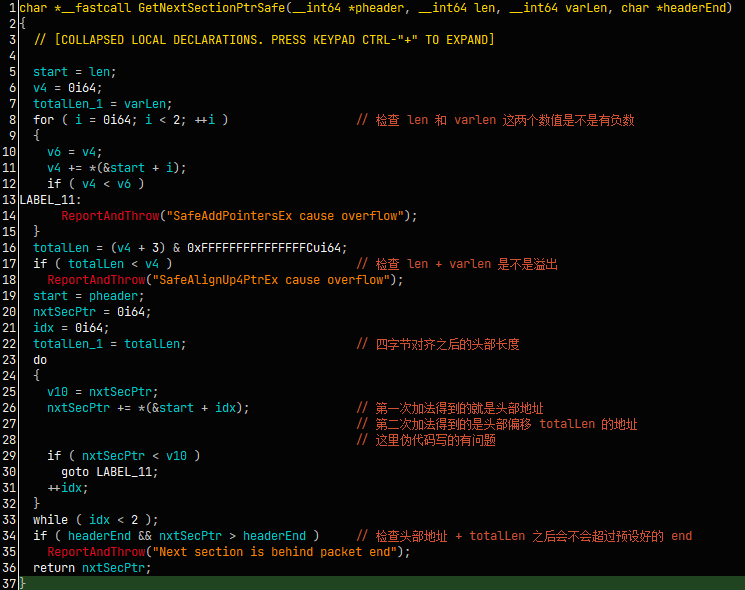 1 char *__fastcall GetNextSectionPtrSafe(__int64 *pheader, __int64 len, __int64 varLen, char *headerEnd)
2 {
3   // [COLLAPSED LOCAL DECLARATIONS. PRESS KEYPAD CTRL-"+" TO EXPAND]
4
5   start = len;
6   v4 = 0i64;
7   totalLen_1 = varLen;
8   for ( i = 0i64; i < 2; ++i )                  // 检查 len 和 varlen 这两个数值是不是有负数
9   {
10     v6 = v4;
11     v4 += *(&start + i);
12     if ( v4 < v6 )
13 LABEL_11:
14       ReportAndThrow("SafeAddPointersEx cause overflow");
15   }
16   totalLen = (v4 + 3) & 0xFFFFFFFFFFFFFFFCui64;
17   if ( totalLen < v4 )                          // 检查 len + varlen 是不是溢出
18     ReportAndThrow("SafeAlignUp4PtrEx cause overflow");
19   start = pheader;
20   nxtSecPtr = 0i64;
21   idx = 0i64;
22   totalLen_1 = totalLen;                        // 四字节对齐之后的头部长度
23   do
24   {
25     v10 = nxtSecPtr;
26     nxtSecPtr += *(&start + idx);               // 第一次加法得到的就是头部地址
27                                                 // 第二次加法得到的是头部偏移 totalLen 的地址
28                                                 // 这里伪代码写的有问题
29     if ( nxtSecPtr < v10 )
30       goto LABEL_11;
31     ++idx;
32   }
33   while ( idx < 2 );
34   if ( headerEnd && nxtSecPtr > headerEnd )     // 检查头部地址 + totalLen 之后会不会超过预设好的 end
35     ReportAndThrow("Next section is behind packet end");
36   return nxtSecPtr;
37 }